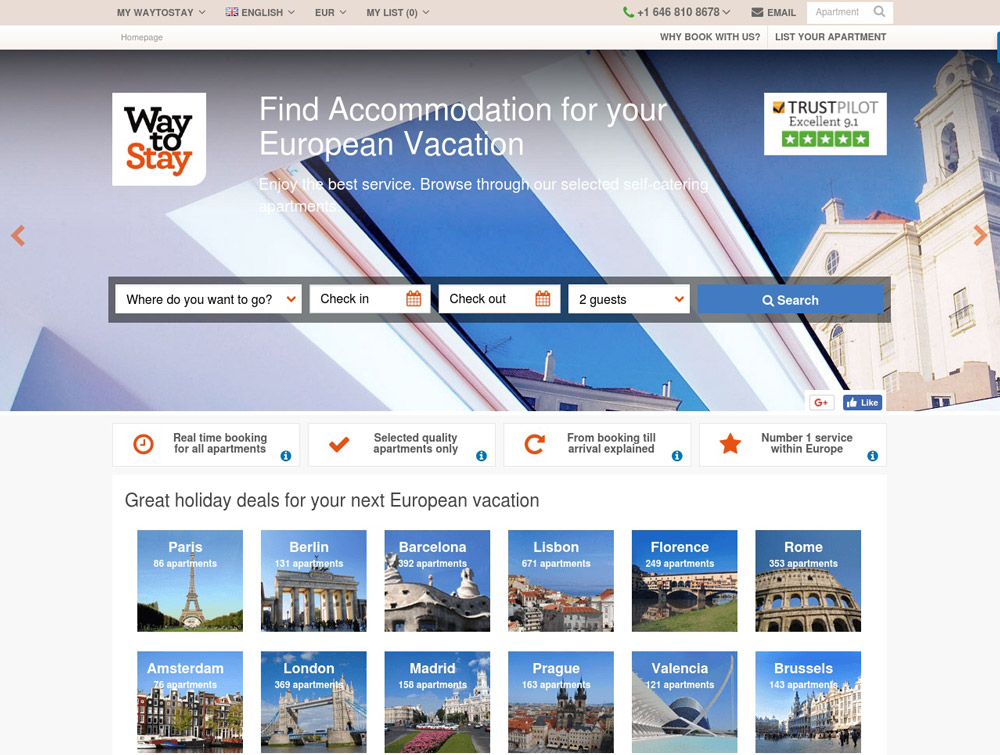 MY WAYTOSTAY ENGLISH EUR MY LIST (0) +1 646 810 8678 EMAIL Apartment
Homepage WHY BOOK WITH US? LIST YOUR APARTMENT
Way
to
Stay
Find Accommodation for your
European Vacation
Enjoy the best service. Browse through our selected self-catering
apartments.
TRUSTPILOT
Excellent 9.1
Where do you want to go? Check in Check out 2 guests Search
G+ Like
Real time booking
for all apartments
Selected quality
apartments only
From booking till
arrival explained
Number 1 service
within Europe
Great holiday deals for your next European vacation
Paris
86 apartments
Berlin
131 apartments
Barcelona
392 apartments
Lisbon
671 apartments
Florence
249 apartments
Rome
353 apartments
Amsterdam
76 apartments
London
369 apartments
Madrid
158 apartments
Prague
163 apartments
Valencia
121 apartments
Brussels
143 apartments